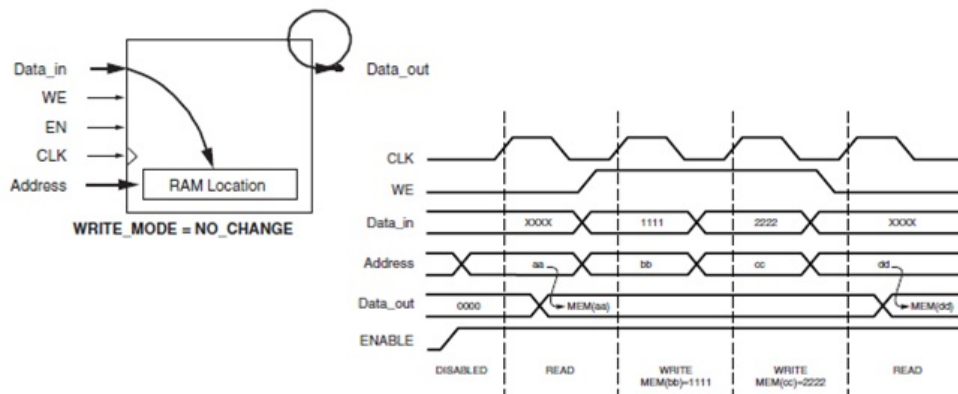 Data_in
Data_out
WE
EN
CLK
Address
RAM Location
WRITE_MODE = NO_CHANGE
CLK
WE
Data_in XXXX 1111 2222 XXXX
Address aa bb cc dd
Data_out 0000 MEM(aa) MEM(dd)
ENABLE
DISABLED READ WRITE WRITE READ
MEM(bb)=1111 MEM(cc)=2222